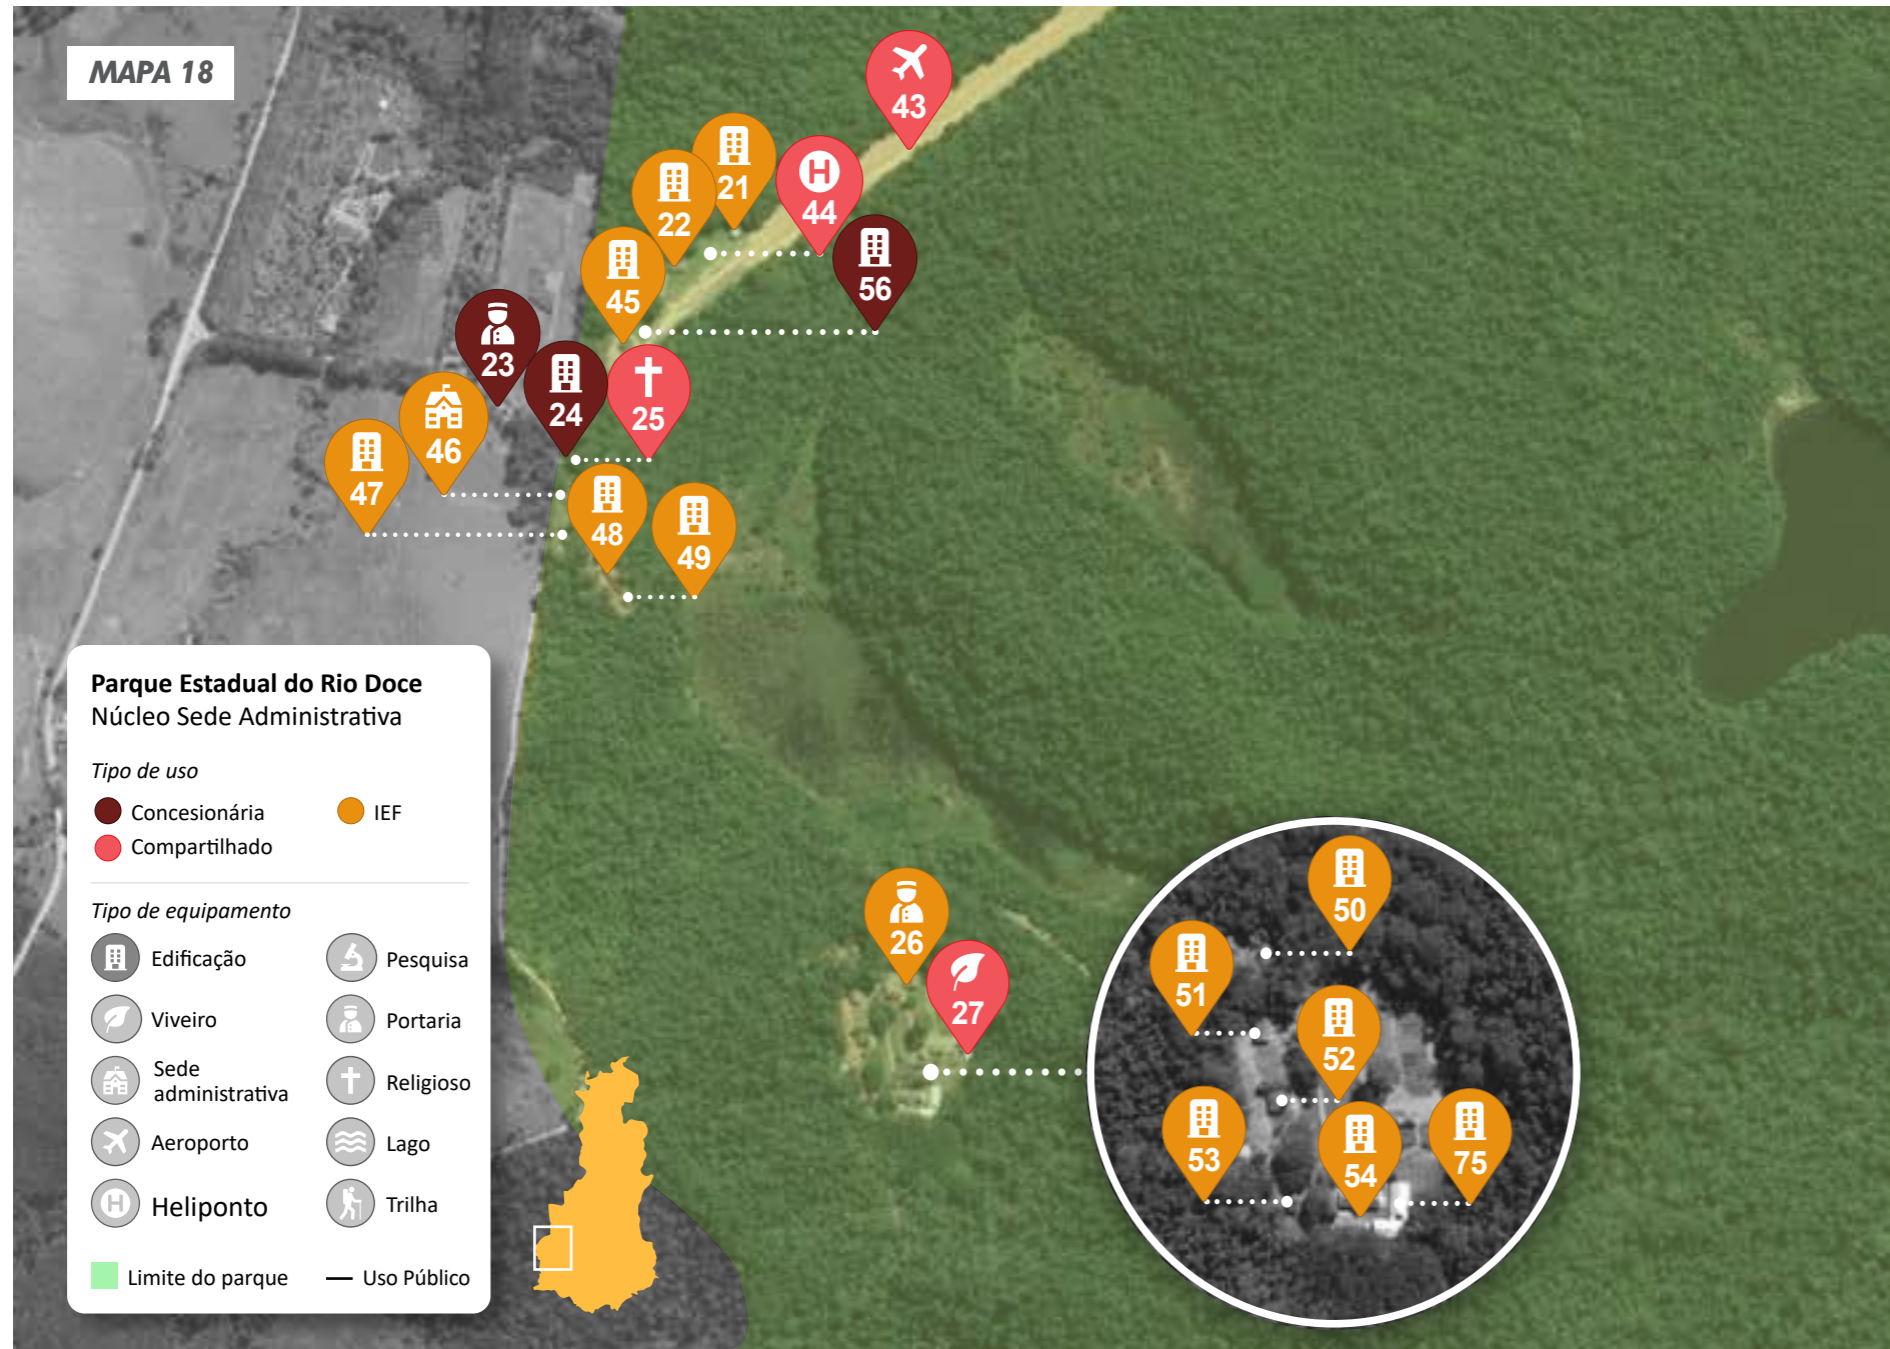 MAPA 18
43
21
H
44
22
56
45
23
24
25
46
47
48
49
Parque Estadual do Rio Doce
Núcleo Sede Administrativa
Tipo de uso
Concesionária
IEF
Compartilhado
Tipo de equipamento
Edificação
Pesquisa
Viveiro
Portaria
Sede
administrativa
Religioso
Aeroporto
Lago
H
Heliponto
Trilha
Limite do parque
Uso Público
26
27
50
51
52
53
54
75